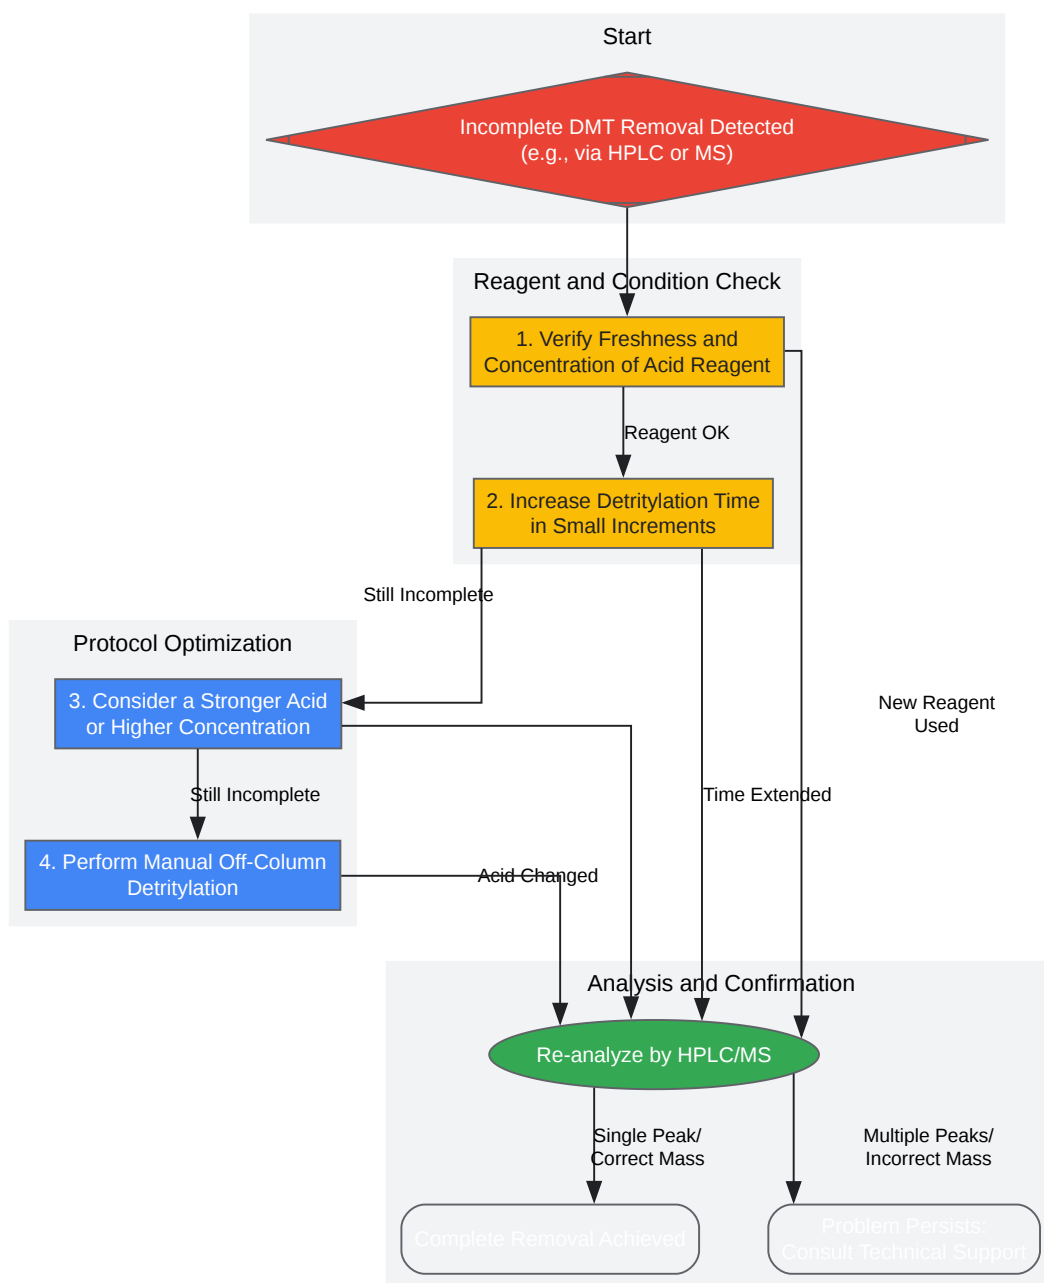 Start
Incomplete DMT Removal Detected
(e.g., via HPLC or MS)
Reagent and Condition Check
1. Verify Freshness and
Concentration of Acid Reagent
Reagent OK
2. Increase Detritylation Time
in Small Increments
Still Incomplete
Protocol Optimization
3. Consider a Stronger Acid
or Higher Concentration
New Reagent
Used
Still Incomplete
Time Extended
4. Perform Manual Off-Column
Detritylation
Acid Changed
Analysis and Confirmation
Re-analyze by HPLC/MS
Single Peak/
Correct Mass
Multiple Peaks/
Incorrect Mass
Complete Removal Achieved
Problem Persists:
Consult Technical Support